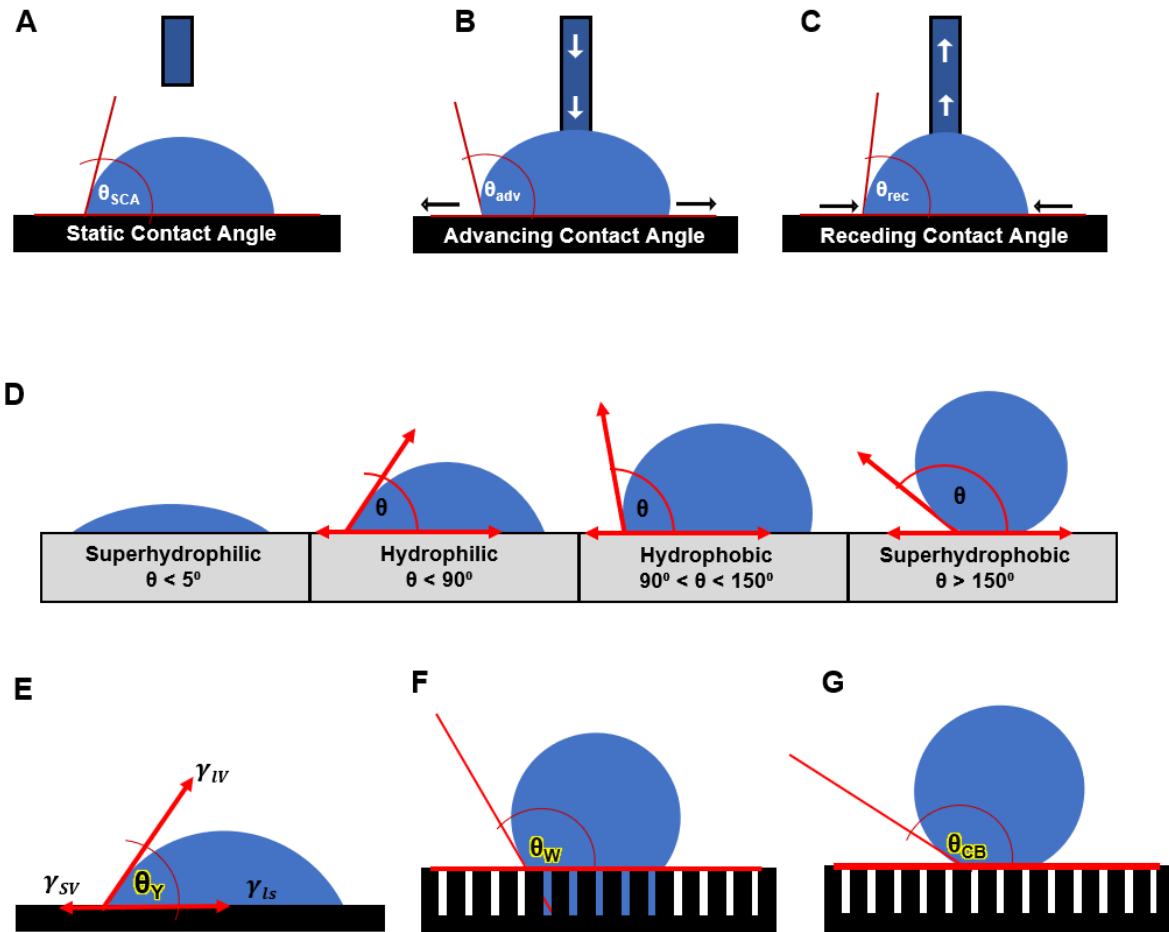 A
B
C
θSCA
θadv
θrec
Static Contact Angle
Advancing Contact Angle
Receding Contact Angle
D
θ
θ
θ
Superhydrophilic
θ < 5⁰
Hydrophilic
θ < 90⁰
Hydrophobic
90⁰ < θ < 150⁰
Superhydrophobic
θ > 150⁰
E
F
G
γlV
θY
γSV
γls
θW
θCB